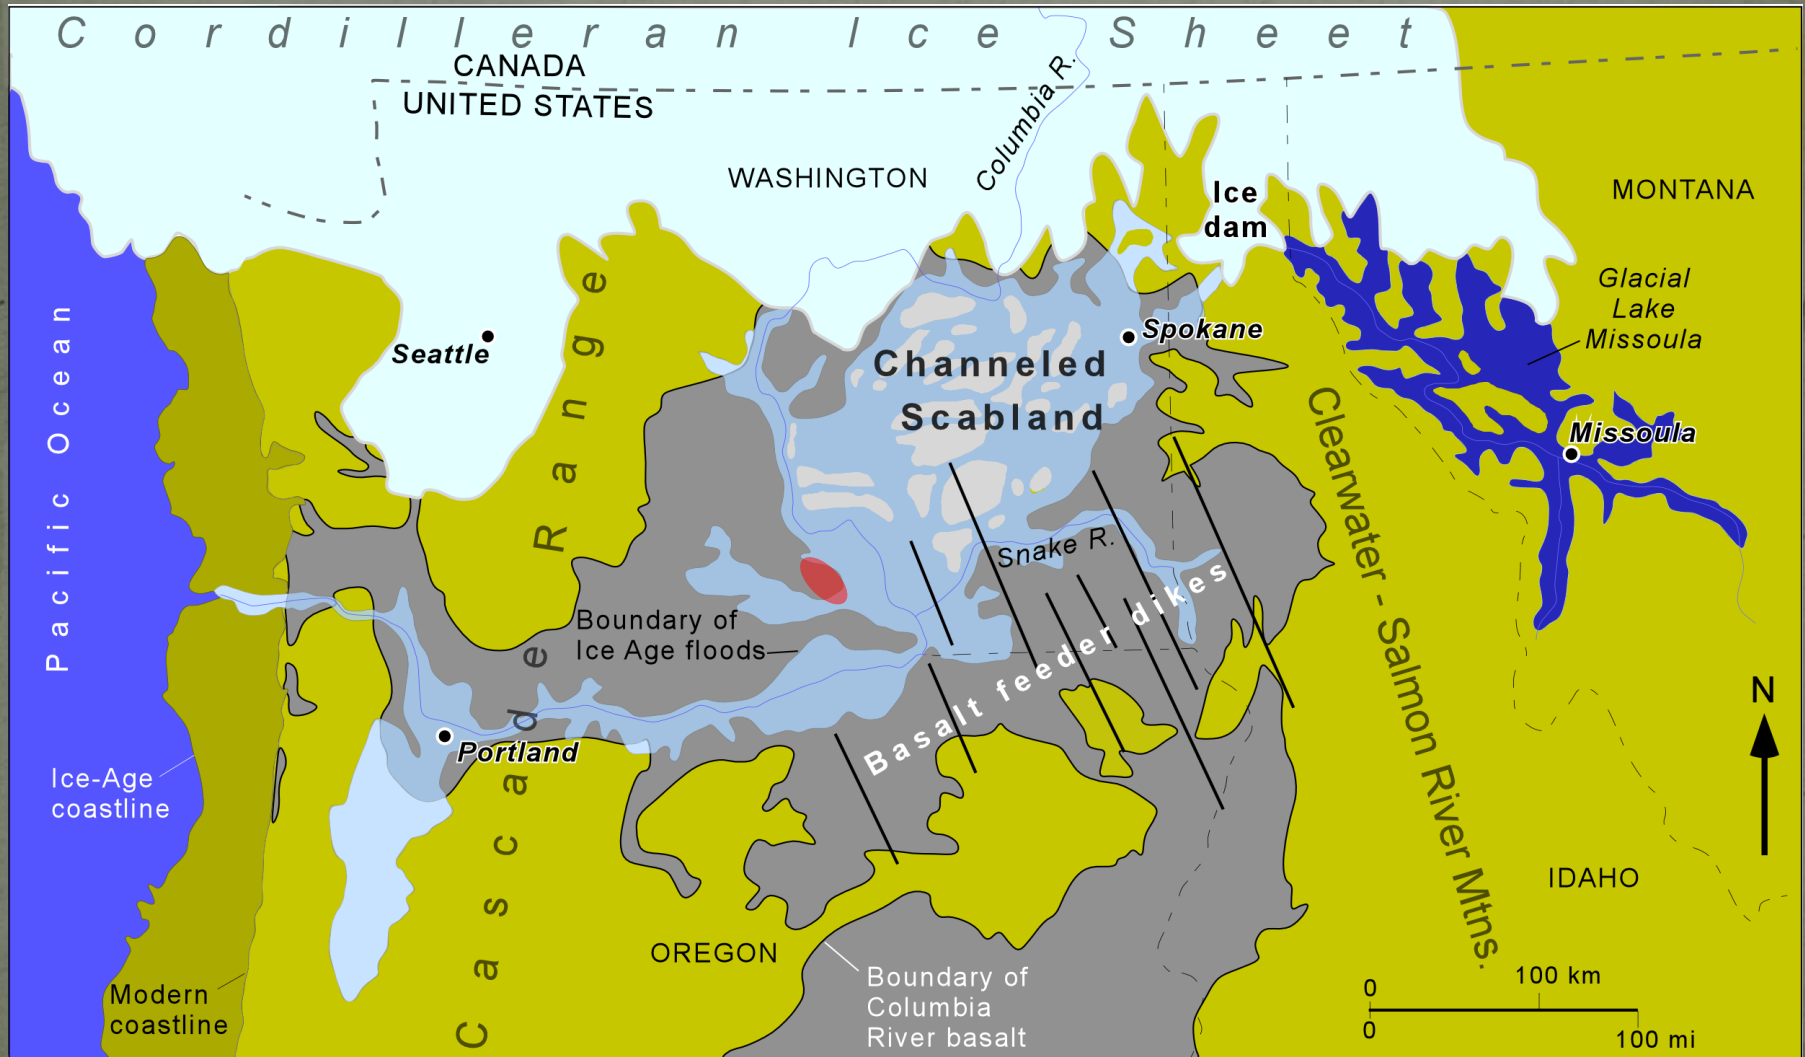 Cordilleran Ice Sheet
CANADA
UNITED STATES
Columbia R.
WASHINGTON
Ice
dam
MONTANA
Glacial
Lake
Missoula
Pacific Ocean
Seattle
Cascade Range
Channeled
Scabland
Spokane
Missoula
Clearwater - Salmon River Mtns.
Snake R.
Boundary of
Ice Age floods
Basalt feeder dikes
Portland
N
Ice-Age
coastline
IDAHO
OREGON
Modern
coastline
Boundary of
Columbia
River basalt
0 100 km
0 100 mi